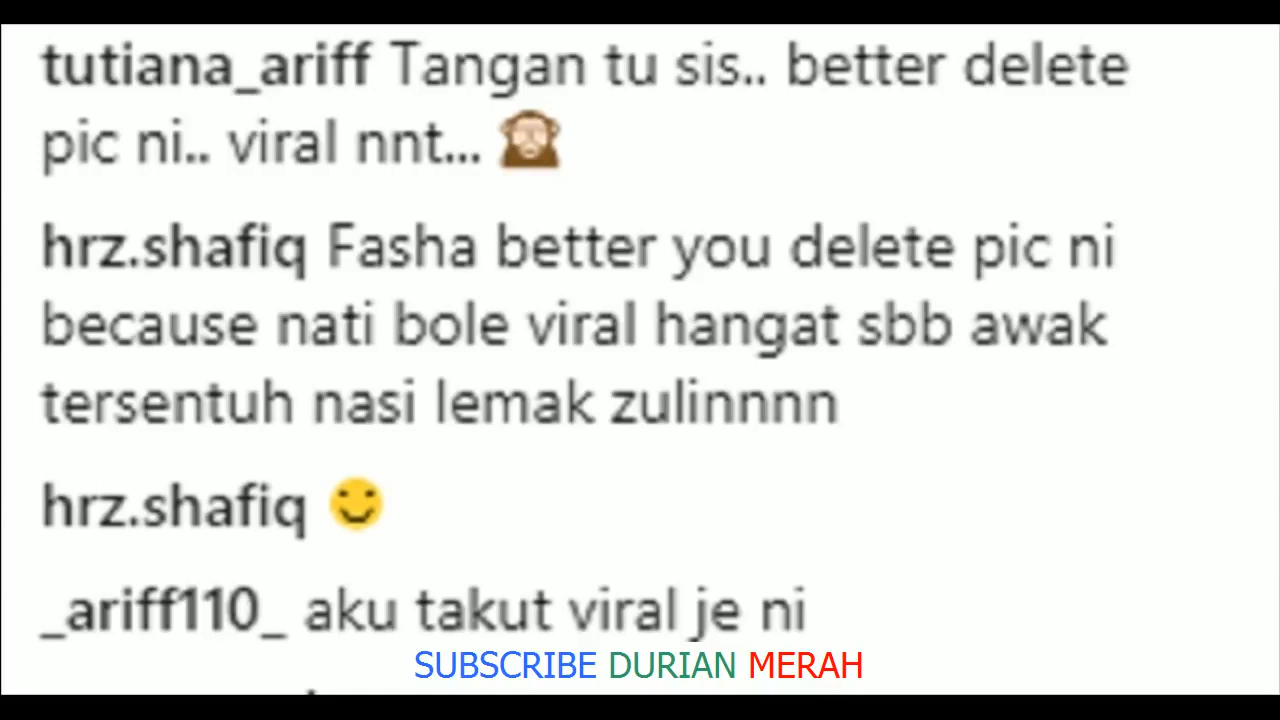 tutiana_ariff Tangan tu sis.. better delete
pic ni.. viral nnt... 🙈
hrz.shafiq Fasha better you delete pic ni
because nati bole viral hangat sbb awak
tersentuh nasi lemak zulinnnn
hrz.shafiq 🙂
_ariff110_ aku takut viral je ni
SUBSCRIBE DURIAN MERAH